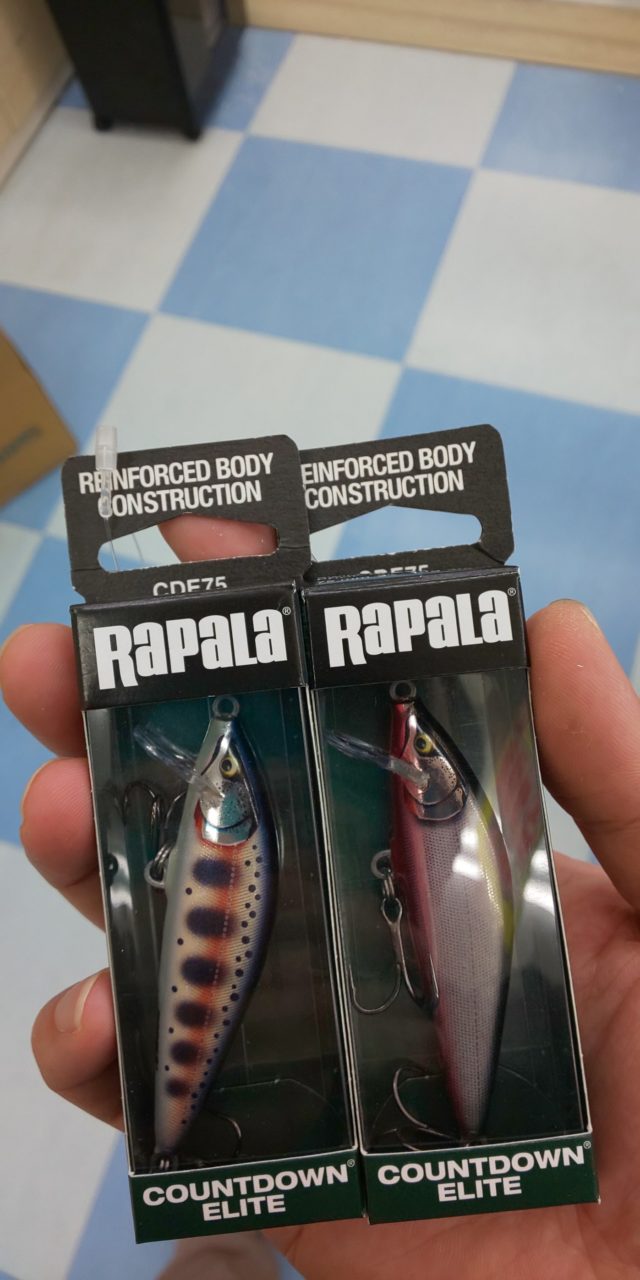 REINFORCED BODY
CONSTRUCTION
CDE75
RAPALA®
COUNTDOWN®
ELITE
EINFORCED BODY
CONSTRUCTION
RAPALA®
COUNTDOWN®
ELITE